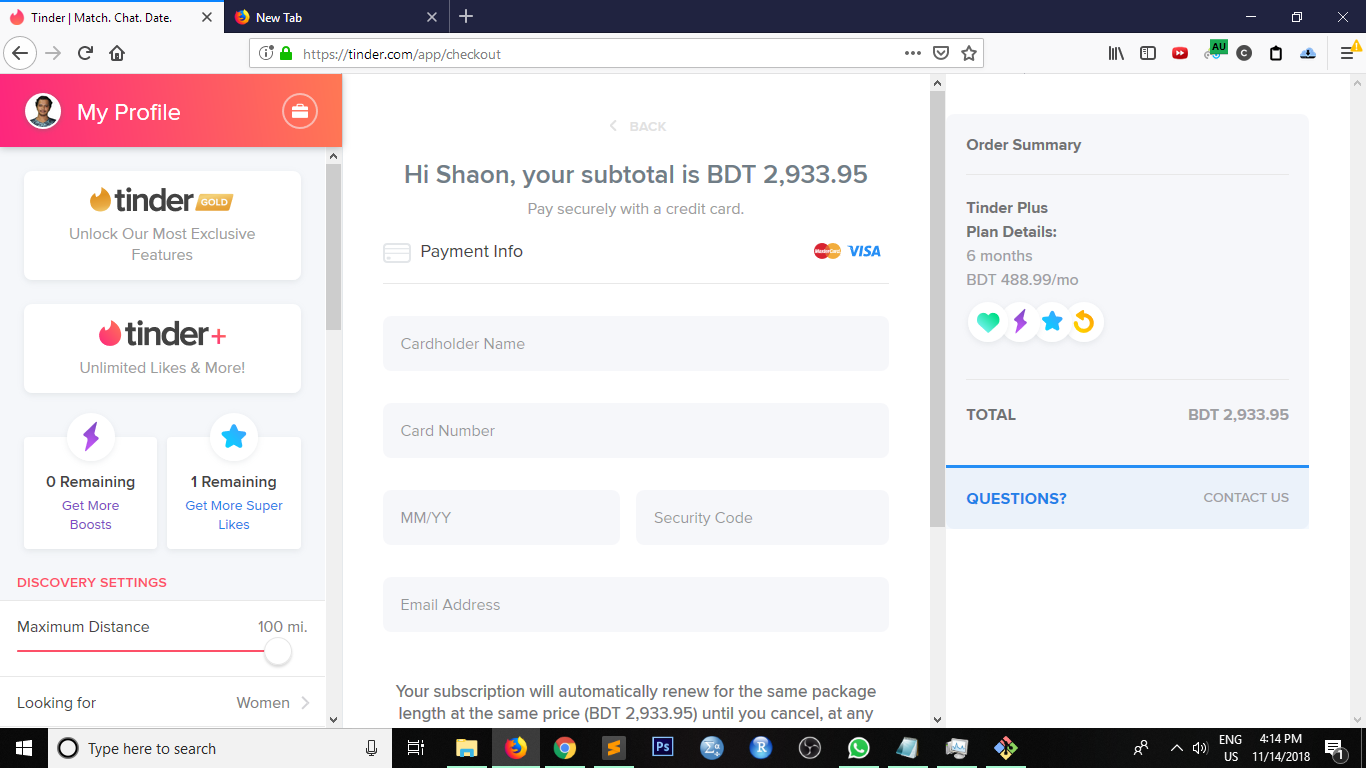 Tinder | Match. Chat. Date.
New Tab
https://tinder.com/app/checkout
AU
C
My Profile
tinder GOLD
Unlock Our Most Exclusive
Features
tinder+
Unlimited Likes & More!
0 Remaining
Get More
Boosts
1 Remaining
Get More Super
Likes
DISCOVERY SETTINGS
Maximum Distance
100 mi.
Looking for
Women
BACK
Hi Shaon, your subtotal is BDT 2,933.95
Pay securely with a credit card.
Payment Info
MasterCard
VISA
Cardholder Name
Card Number
MM/YY
Security Code
Email Address
Your subscription will automatically renew for the same package
length at the same price (BDT 2,933.95) until you cancel, at any
Order Summary
Tinder Plus
Plan Details:
6 months
BDT 488.99/mo
TOTAL
BDT 2,933.95
QUESTIONS?
CONTACT US
Type here to search
Ps
Σα
R
ENG
US
4:14 PM
11/14/2018
1